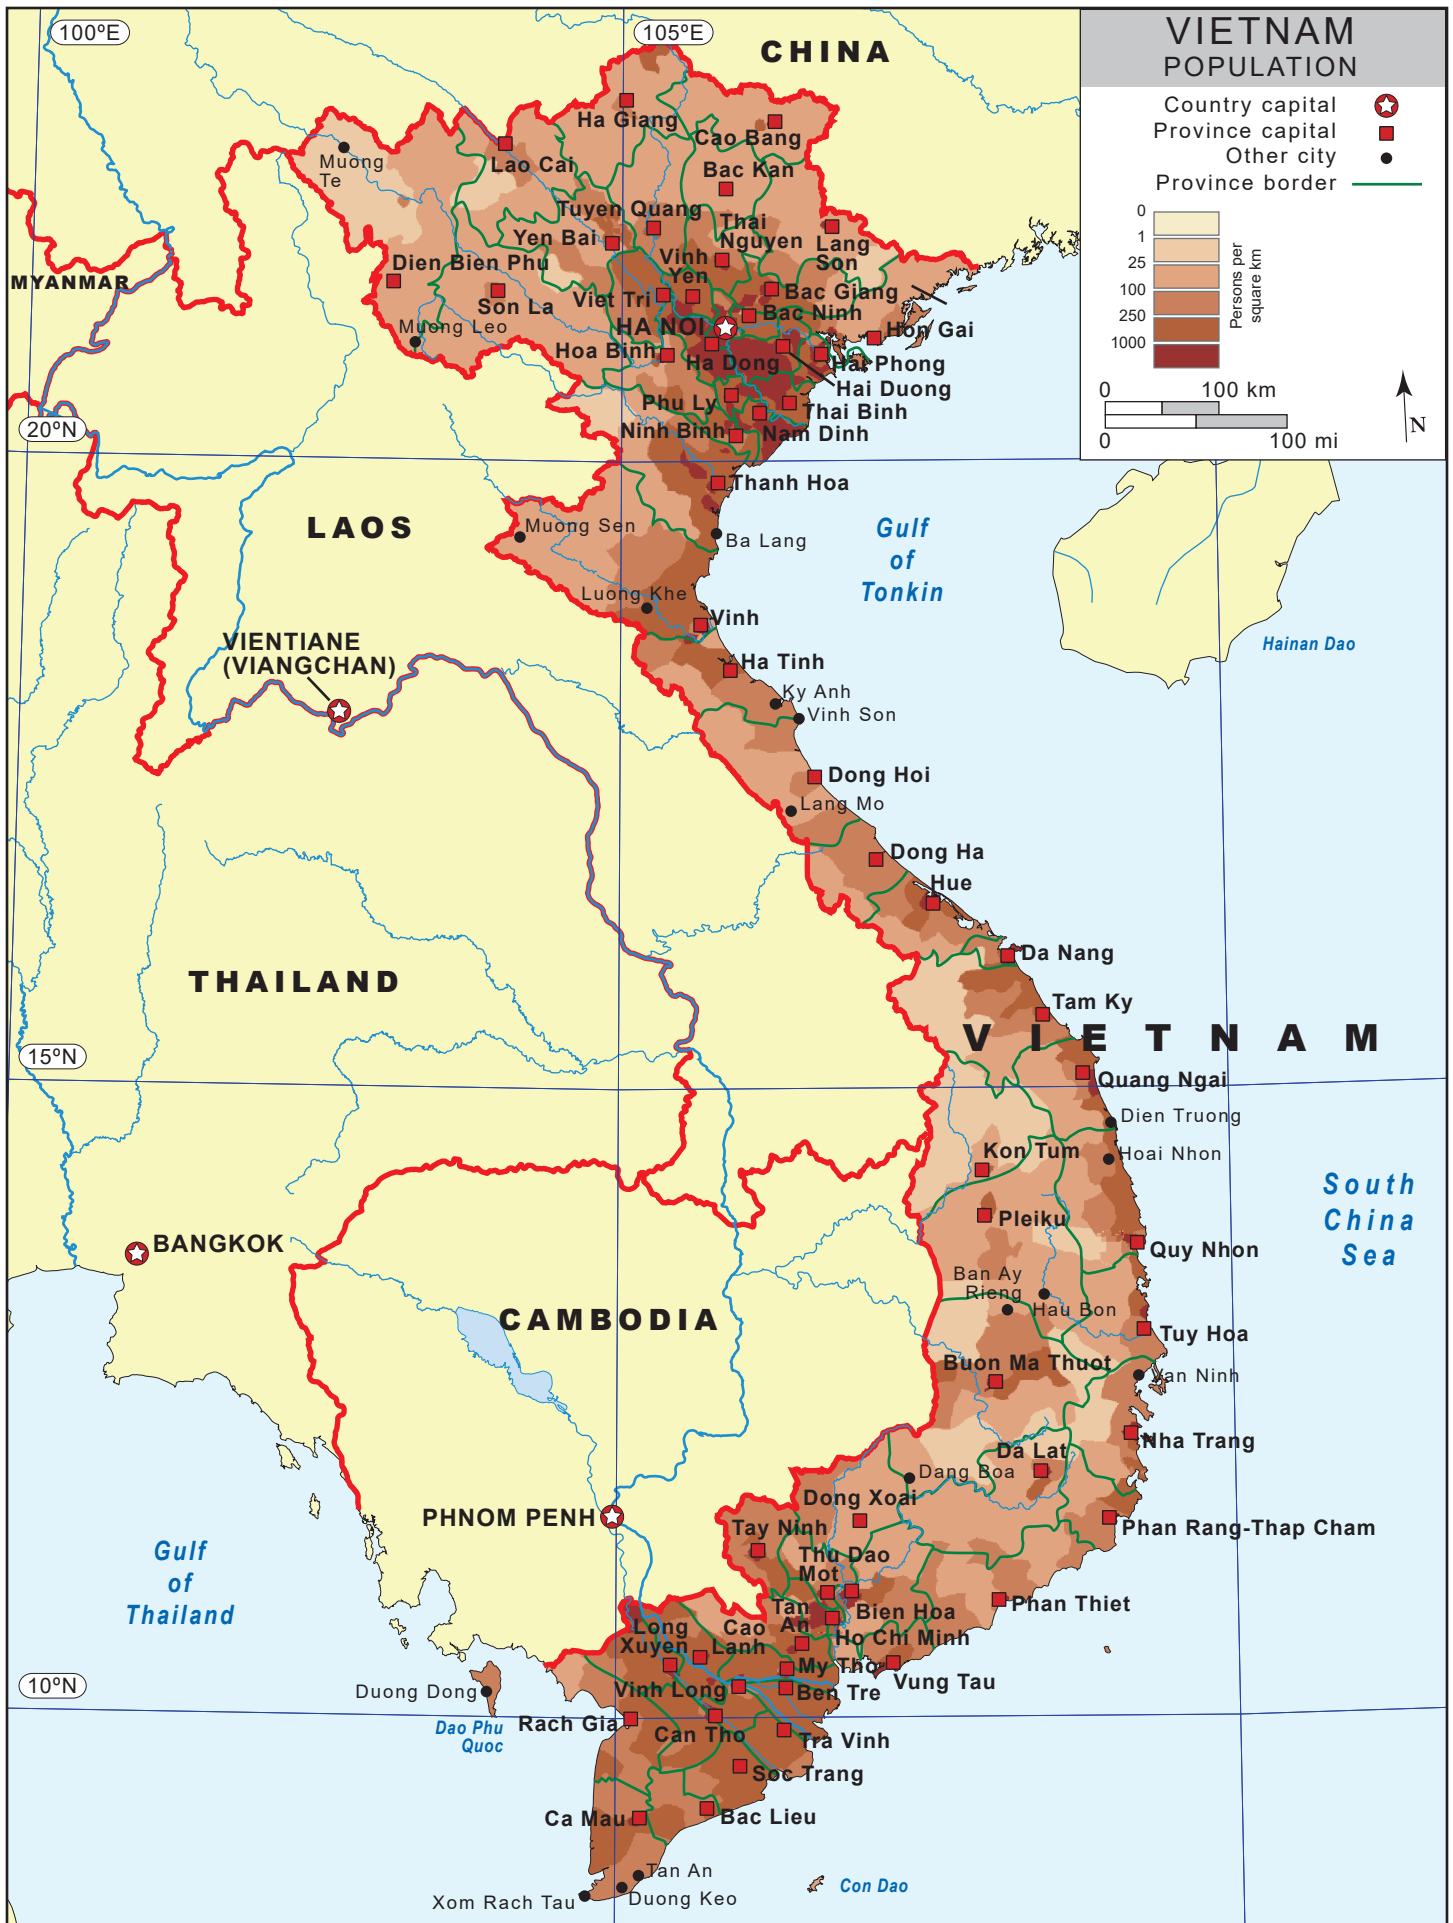 VIETNAM
POPULATION
Country capital
Province capital
Other city
Province border
0
1
25
100
250
1000
Persons per
square km
0
100 km
0
100 mi
N
100ºE
105ºE
CHINA
Ha Giang
Cao Bang
Muong
Te
Lao Cai
Bac Kan
Tuyen Quang
Thai
Nguyen
Yen Bai
Lang
Son
Vinh
Yen
Dien Bien Phu
MYANMAR
Son La
Viet Tri
Bac Giang
Bac Ninh
Muong Leo
HA NOI
Hon Gai
Hoa Binh
Ha Dong
Hai Phong
Hai Duong
Phu Ly
Thai Binh
20ºN
Ninh Binh
Nam Dinh
Thanh Hoa
LAOS
Muong Sen
Ba Lang
Gulf
of
Tonkin
Luong Khe
Vinh
Hainan Dao
VIENTIANE
(VIANGCHAN)
Ha Tinh
Ky Anh
Vinh Son
Dong Hoi
Lang Mo
Dong Ha
Hue
Da Nang
THAILAND
Tam Ky
VIETNAM
15ºN
Quang Ngai
Dien Truong
Kon Tum
Hoai Nhon
South
China
Sea
Pleiku
BANGKOK
Quy Nhon
Ban Ay
Rieng
Hau Bon
CAMBODIA
Tuy Hoa
Buon Ma Thuot
Van Ninh
Nha Trang
Da Lat
Dang Boa
Dong Xoai
PHNOM PENH
Tay Ninh
Phan Rang-Thap Cham
Gulf
of
Thailand
Thu Dao
Mot
Phan Thiet
Tan
An
Bien Hoa
Long
Xuyen
Cao
Lanh
Ho Chi Minh
My Tho
Vung Tau
10ºN
Duong Dong
Vinh Long
Ben Tre
Dao Phu
Quoc
Rach Gia
Can Tho
Tra Vinh
Soc Trang
Ca Mau
Bac Lieu
Tan An
Con Dao
Xom Rach Tau
Duong Keo